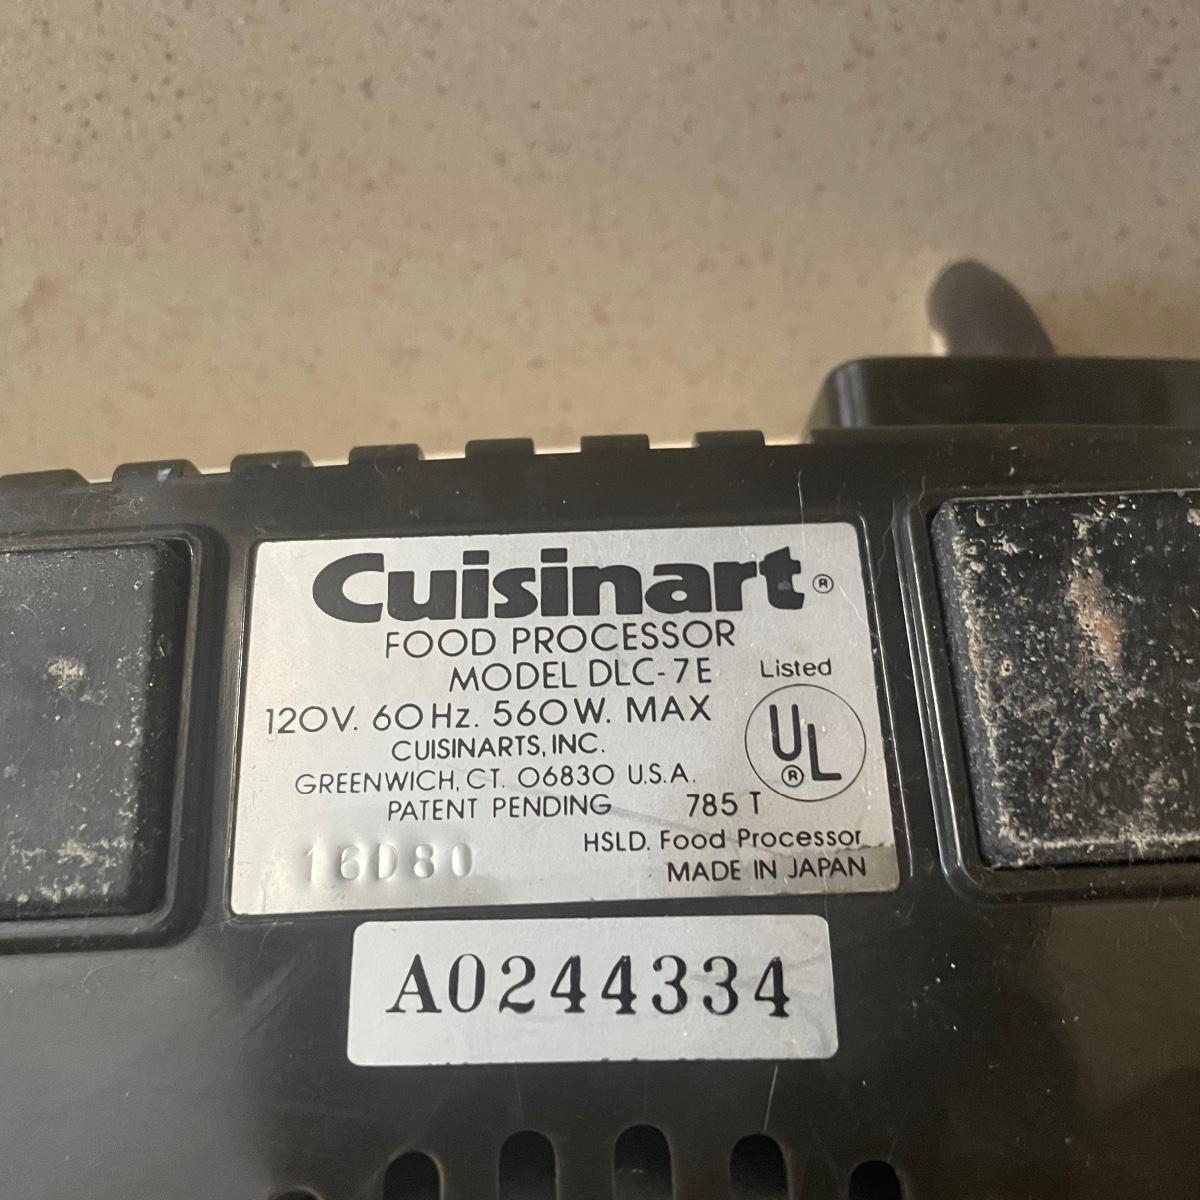 Cuisinart®
FOOD PROCESSOR
MODEL DLC-7E
Listed
120V. 60Hz. 560W. MAX
UL®
CUISINARTS, INC.
GREENWICH, CT. 06830 U.S.A.
PATENT PENDING 785 T
HSLD. Food Processor
16D80
MADE IN JAPAN
A0244334